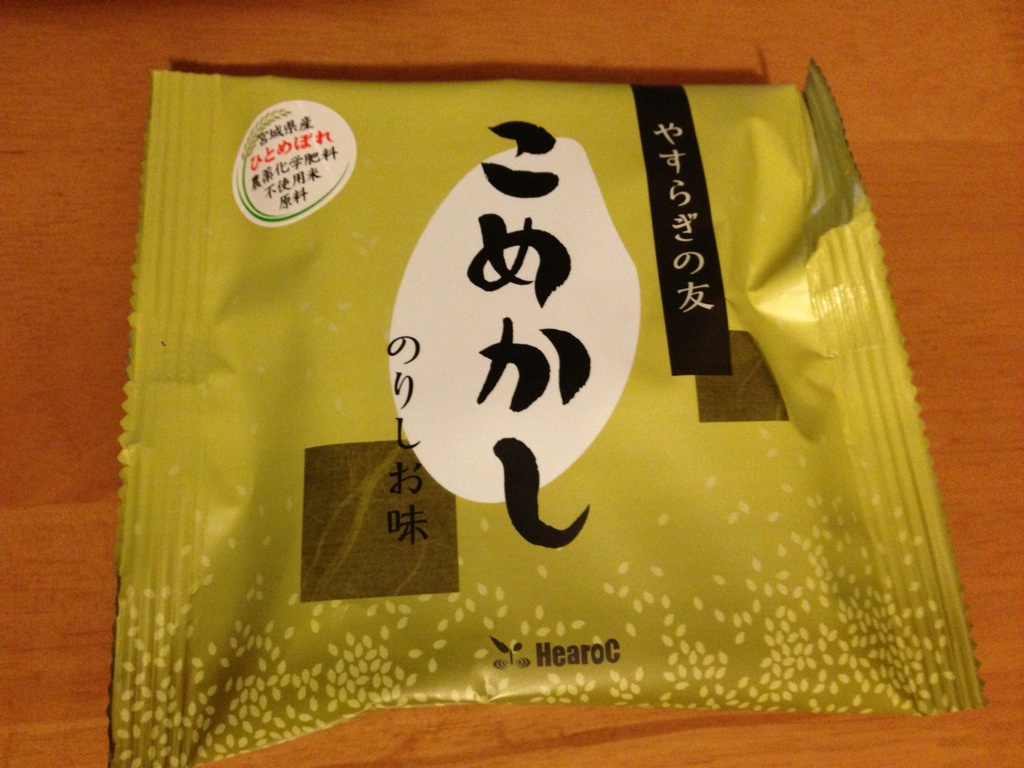 宮城県産
ひとめぼれ
農薬化学肥料
不使用米
原料
やすらぎの友
こめかし
のりしお味
HearoC